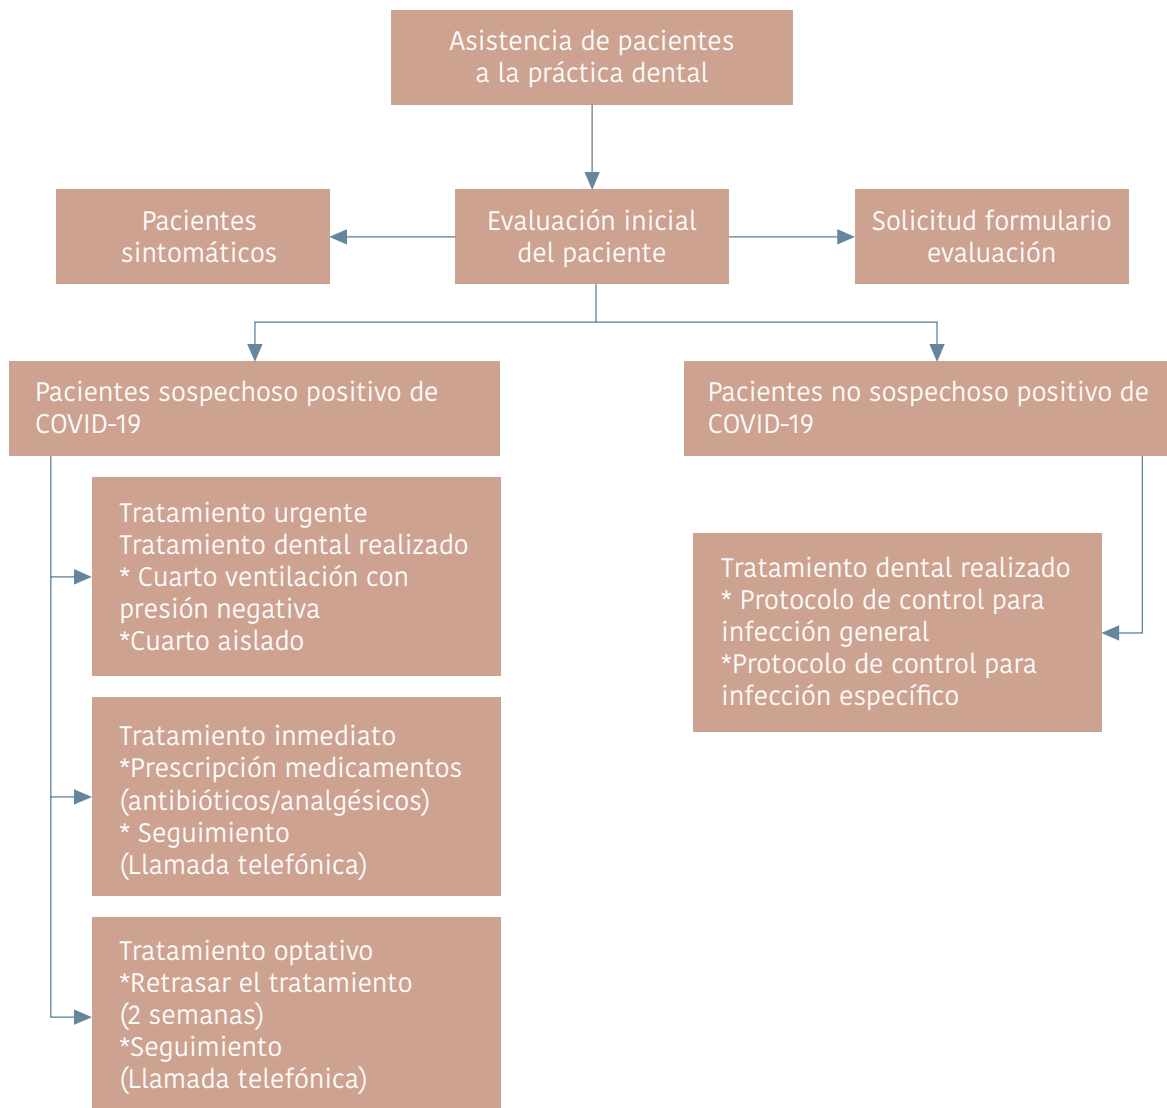 Asistencia de pacientes
a la práctica dental
Pacientes
sintomáticos
Evaluación inicial
del paciente
Solicitud formulario
evaluación
Pacientes sospechoso positivo de
COVID-19
Pacientes no sospechoso positivo de
COVID-19
Tratamiento urgente
Tratamiento dental realizado
* Cuarto ventilación con
presión negativa
*Cuarto aislado
Tratamiento dental realizado
* Protocolo de control para
infección general
*Protocolo de control para
infección específico
Tratamiento inmediato
*Prescripción medicamentos
(antibióticos/analgésicos)
* Seguimiento
(Llamada telefónica)
Tratamiento optativo
*Retrasar el tratamiento
(2 semanas)
*Seguimiento
(Llamada telefónica)